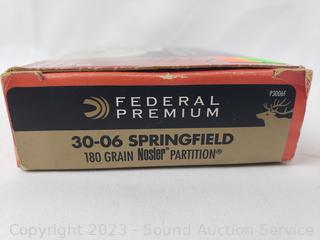 P3006F
FEDERAL
PREMIUM
30-06 SPRINGFIELD
180 GRAIN Nosler® PARTITION®
Copyright 2023 - Sound Auction Service